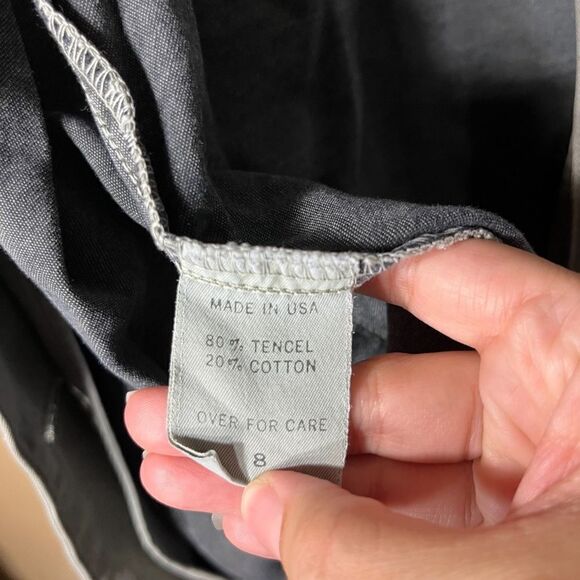 MADE IN USA
80% TENCEL
20% COTTON
OVER FOR CARE
8